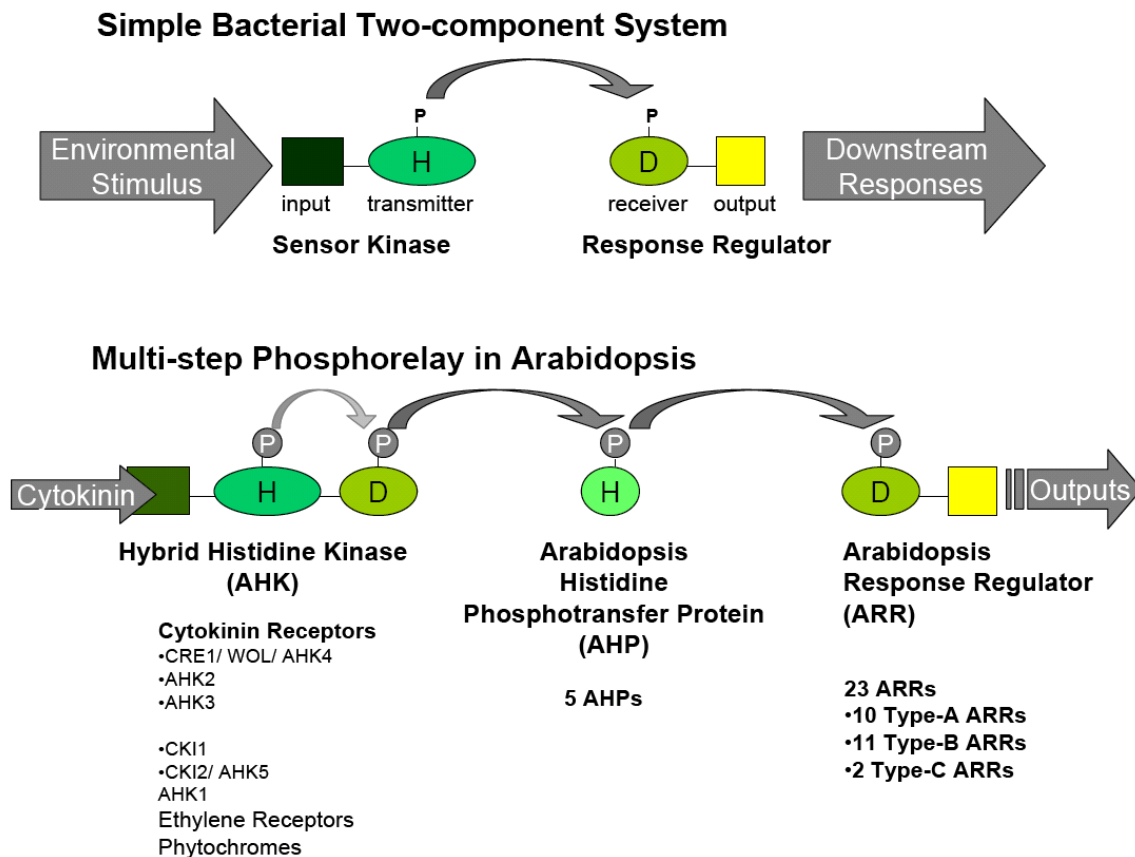 Simple Bacterial Two-component System
P
P
Environmental
Stimulus
H
D
Downstream
Responses
input
transmitter
receiver
output
Sensor Kinase
Response Regulator
Multi-step Phosphorelay in Arabidopsis
P
P
P
P
Cytokinin
H
D
H
D
Outputs
Hybrid Histidine Kinase
(AHK)
Arabidopsis
Histidine
Phosphotransfer Protein
(AHP)
Arabidopsis
Response Regulator
(ARR)
Cytokinin Receptors
•CRE1/ WOL/ AHK4
•AHK2
•AHK3
•CKI1
•CKI2/ AHK5
AHK1
Ethylene Receptors
Phytochromes
5 AHPs
23 ARRs
•10 Type-A ARRs
•11 Type-B ARRs
•2 Type-C ARRs